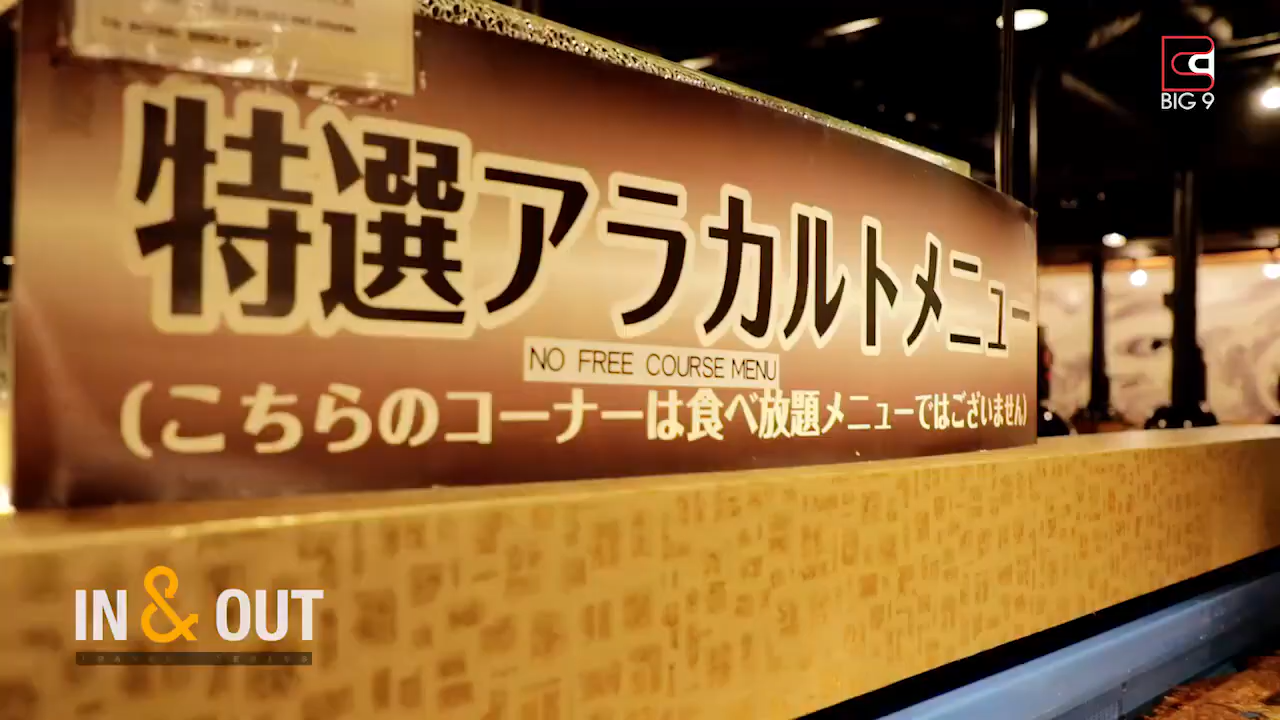 BIG 9
特選アラカルトメニュー
NO FREE COURSE MENU
(こちらのコーナーは食べ放題メニューではございません)
IN & OUT